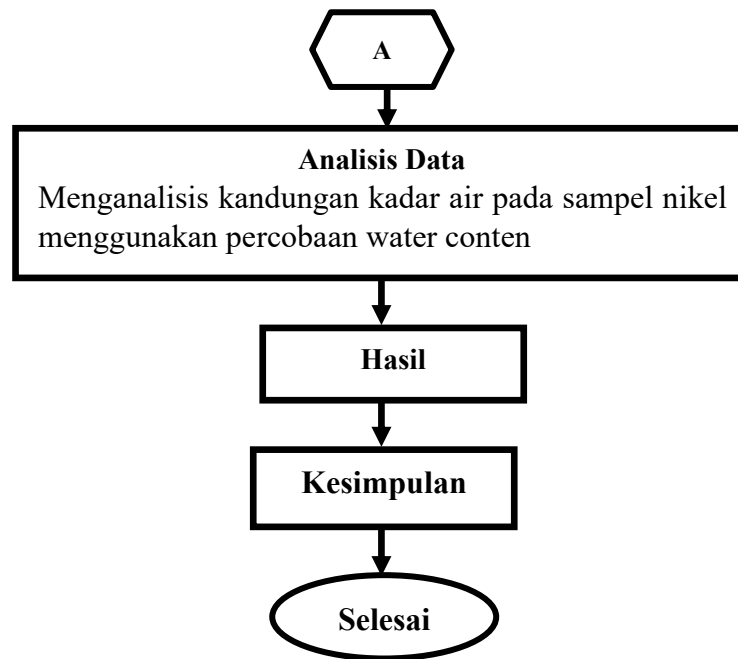 A
Analisis Data
Menganalisis kandungan kadar air pada sampel nikel
menggunakan percobaan water conten
Hasil
Kesimpulan
Selesai